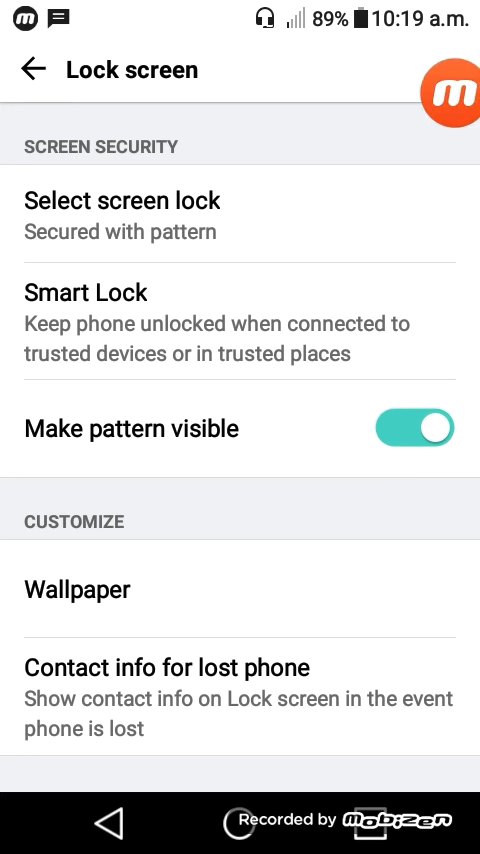 m 89% 10:19 a.m.
Lock screen
m
SCREEN SECURITY
Select screen lock
Secured with pattern
Smart Lock
Keep phone unlocked when connected to
trusted devices or in trusted places
Make pattern visible
CUSTOMIZE
Wallpaper
Contact info for lost phone
Show contact info on Lock screen in the event
phone is lost
Recorded by Mobizen